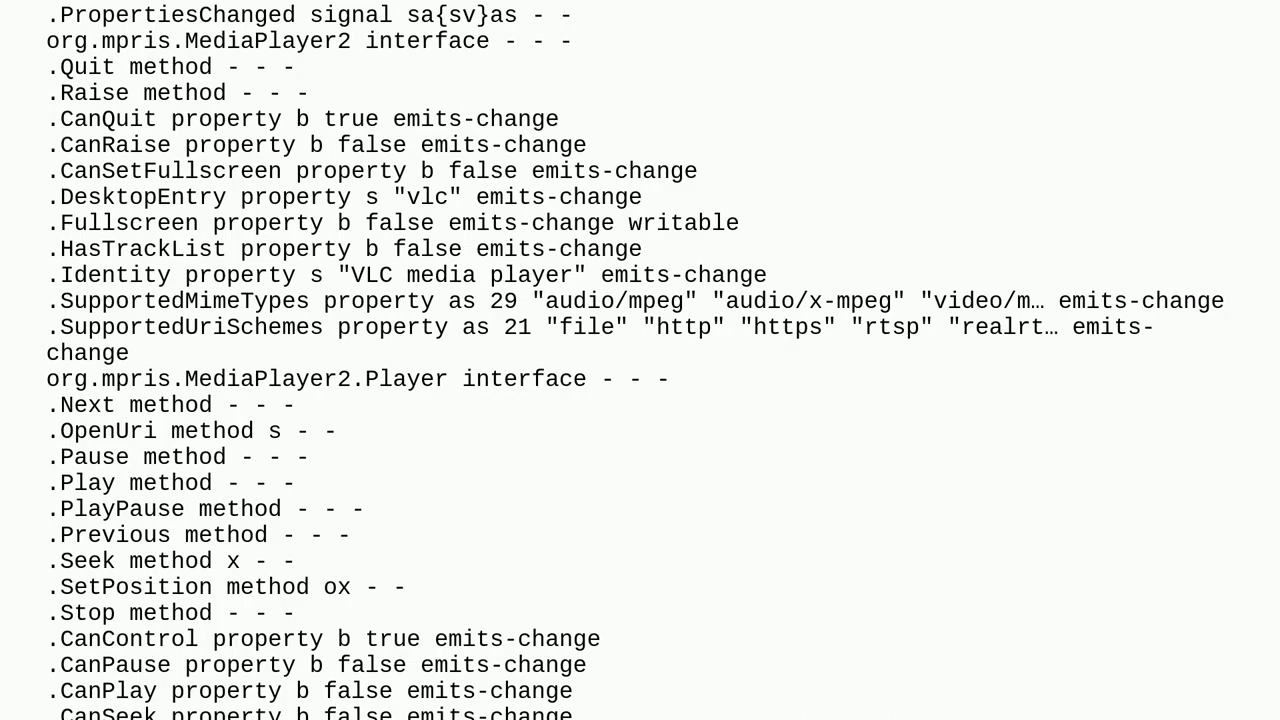 .PropertiesChanged signal sa{sv}as - -
org.mpris.MediaPlayer2 interface - - -
.Quit method - - -
.Raise method - - -
.CanQuit property b true emits-change
.CanRaise property b false emits-change
.CanSetFullscreen property b false emits-change
.DesktopEntry property s "vlc" emits-change
.Fullscreen property b false emits-change writable
.HasTrackList property b false emits-change
.Identity property s "VLC media player" emits-change
.SupportedMimeTypes property as 29 "audio/mpeg" "audio/x-mpeg" "video/m… emits-change
.SupportedUriSchemes property as 21 "file" "http" "https" "rtsp" "realrt… emits-
change
org.mpris.MediaPlayer2.Player interface - - -
.Next method - - -
.OpenUri method s - -
.Pause method - - -
.Play method - - -
.PlayPause method - - -
.Previous method - - -
.Seek method x - -
.SetPosition method ox - -
.Stop method - - -
.CanControl property b true emits-change
.CanPause property b false emits-change
.CanPlay property b false emits-change
.CanSeek property b false emits-change